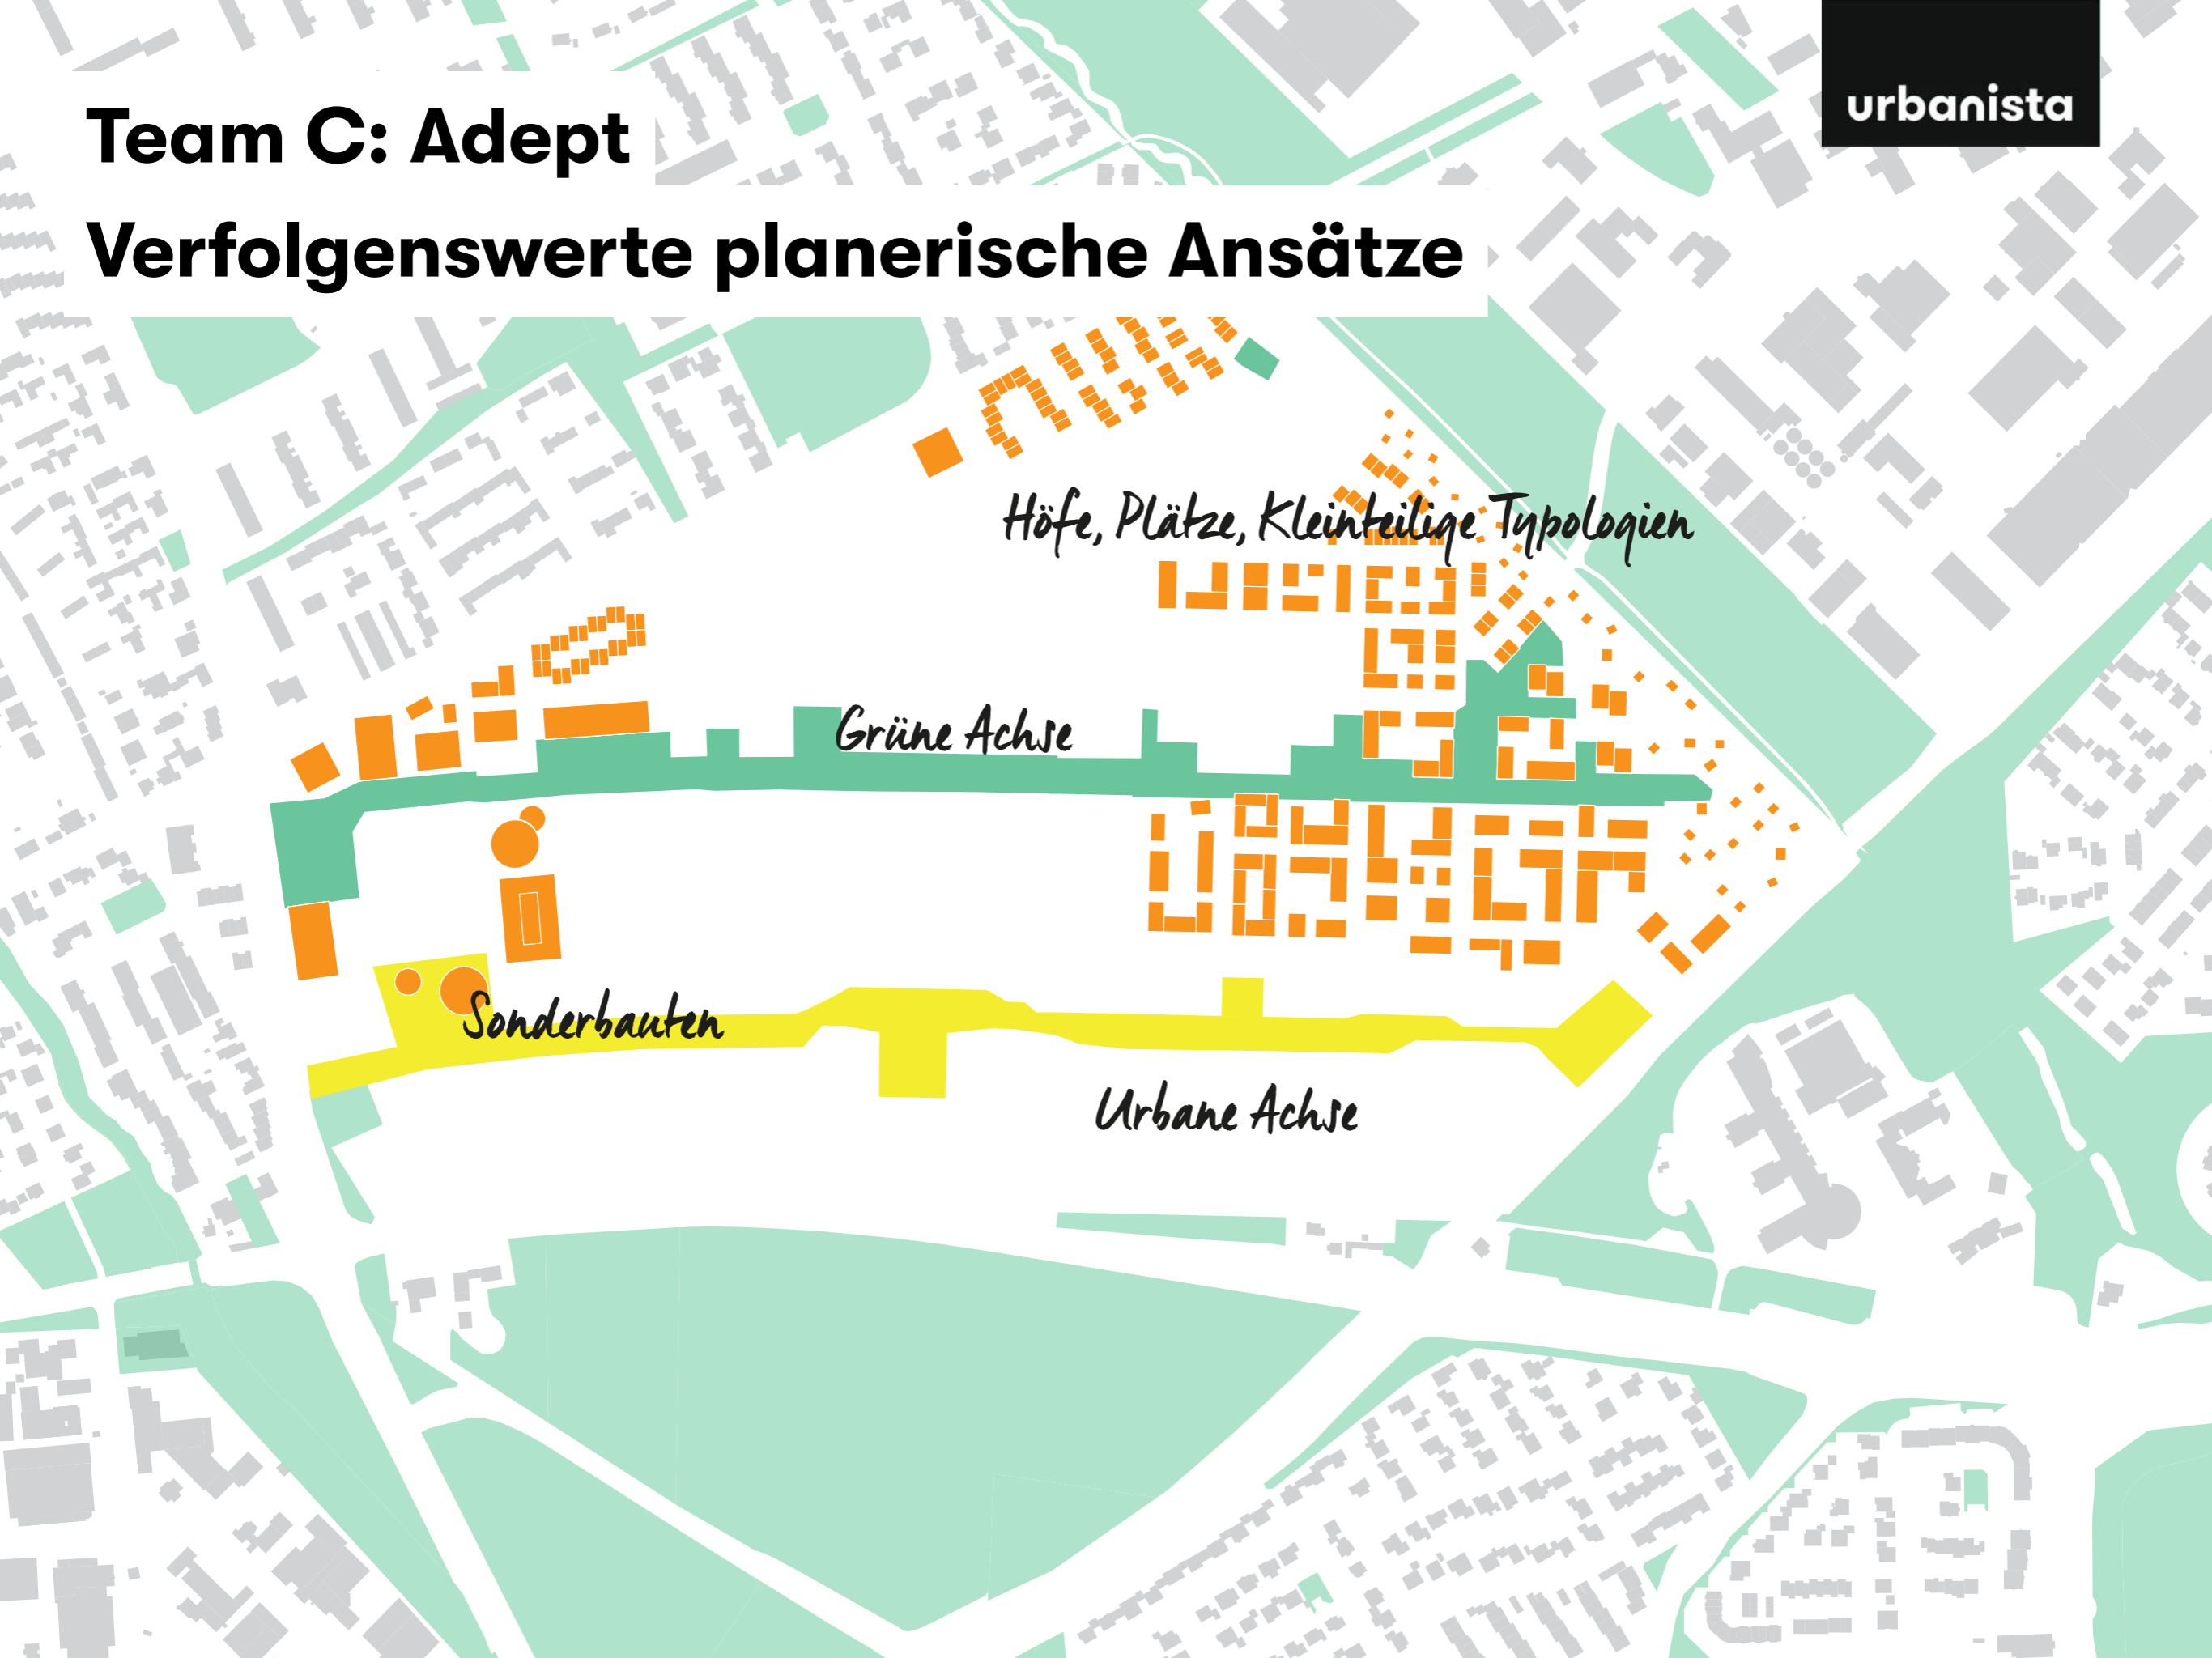 urbanista
Team C: Adept
Verfolgenswerte planerische Ansätze
Höfe, Plätze, Kleinteilige Typologien
Grüne Achse
Sonderbauten
Urbane Achse